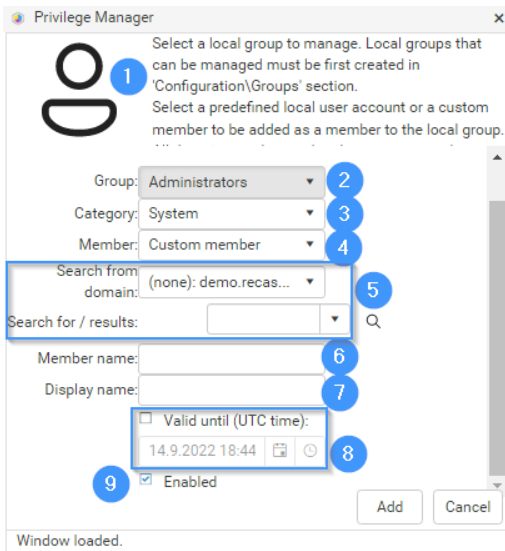 Privilege Manager
Select a local group to manage. Local groups that
can be managed must be first created in
'Configuration\Groups' section.
Select a predefined local user account or a custom
member to be added as a member to the local group.
1
Group: Administrators 2
Category: System 3
Member: Custom member 4
Search from
domain: (none): demo.recas...
5
Search for / results:
Member name: 6
Display name: 7
Valid until (UTC time):
14.9.2022 18:44 8
9 Enabled
Add Cancel
Window loaded.